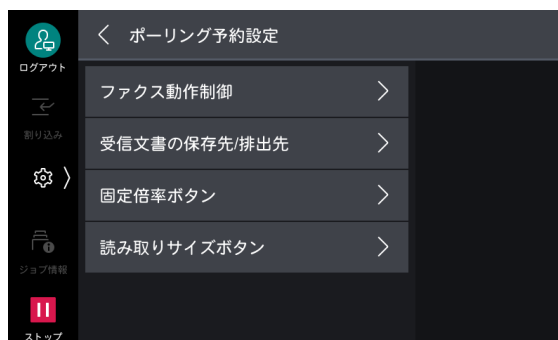 ポーリング予約設定
ログアウト
ファクス動作制御
割り込み
受信文書の保存先/排出先
固定倍率ボタン
読み取りサイズボタン
ジョブ情報
ストップ